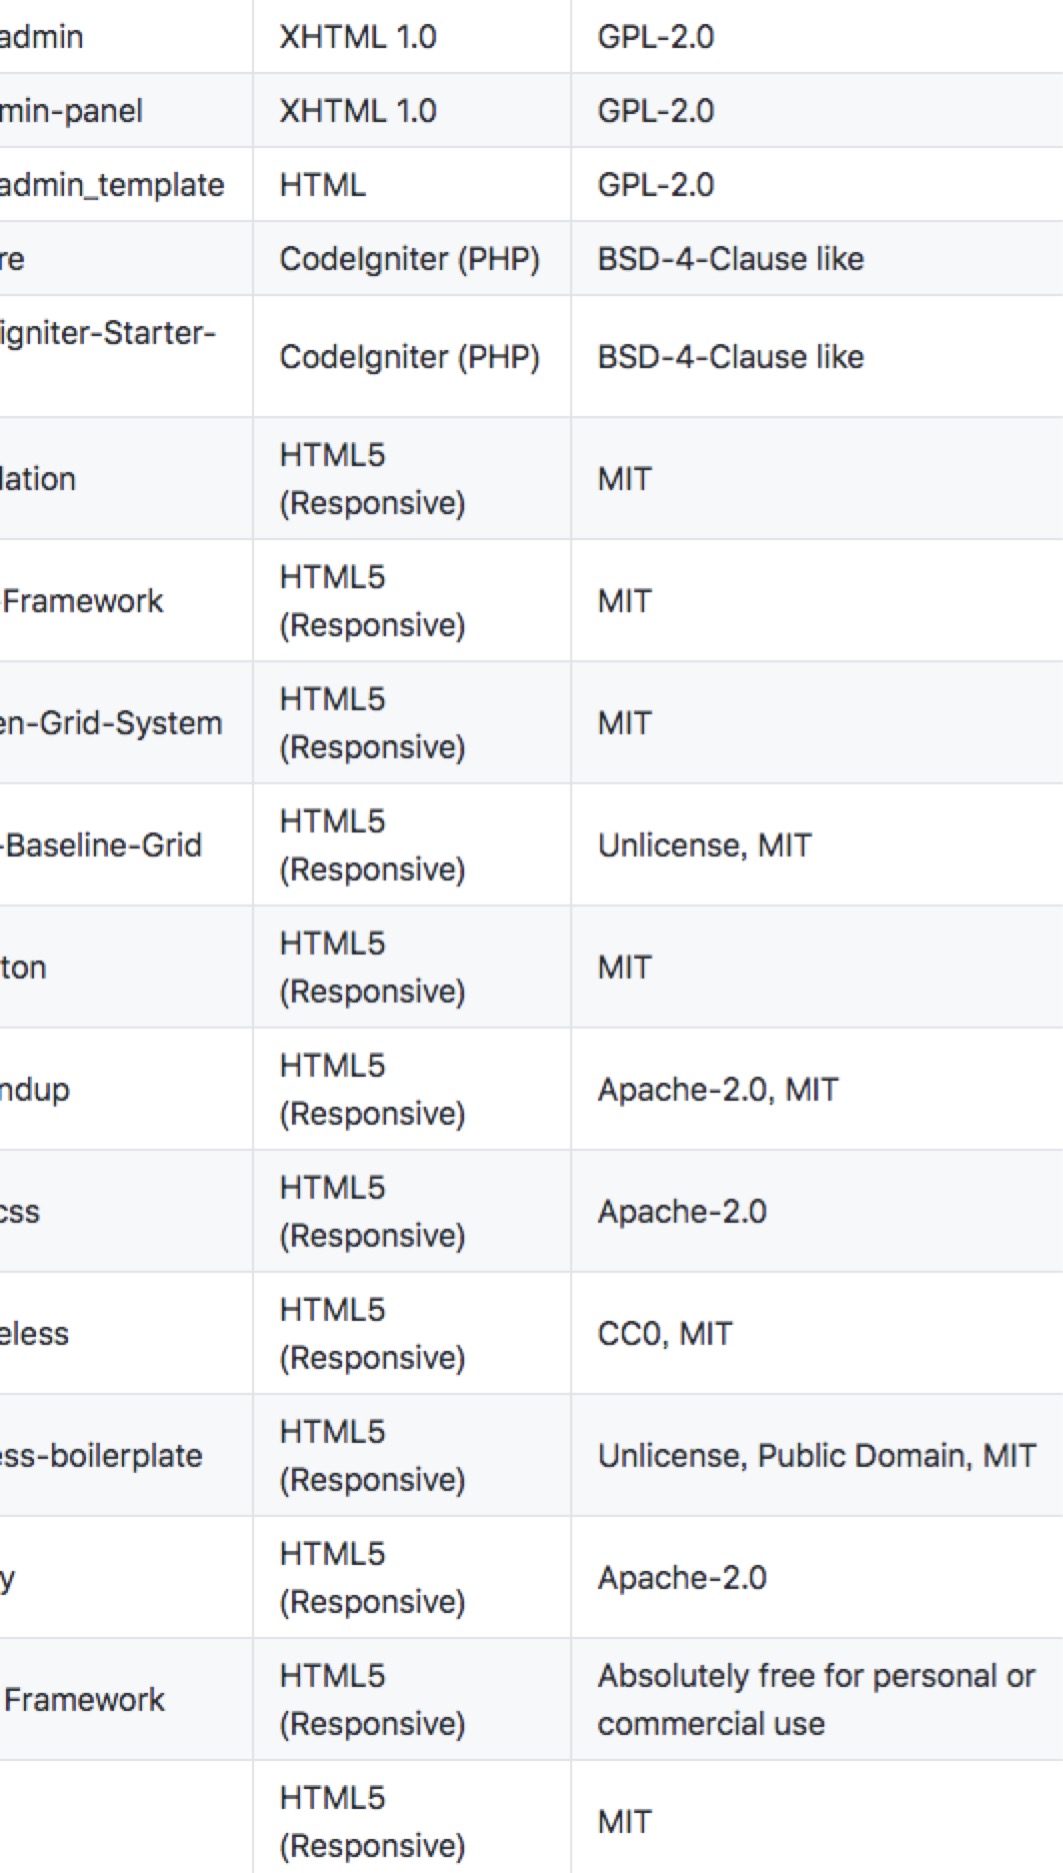 admin XHTML 1.0 GPL-2.0
min-panel XHTML 1.0 GPL-2.0
admin_template HTML GPL-2.0
re CodeIgniter (PHP) BSD-4-Clause like
igniter-Starter- CodeIgniter (PHP) BSD-4-Clause like
lation HTML5 MIT
(Responsive)
-Framework HTML5 MIT
(Responsive)
en-Grid-System HTML5 MIT
(Responsive)
-Baseline-Grid HTML5 Unlicense, MIT
(Responsive)
ton HTML5 MIT
(Responsive)
ndup HTML5 Apache-2.0, MIT
(Responsive)
css HTML5 Apache-2.0
(Responsive)
eless HTML5 CC0, MIT
(Responsive)
ess-boilerplate HTML5 Unlicense, Public Domain, MIT
(Responsive)
y HTML5 Apache-2.0
(Responsive)
Framework HTML5 Absolutely free for personal or
(Responsive) commercial use
HTML5 MIT
(Responsive)